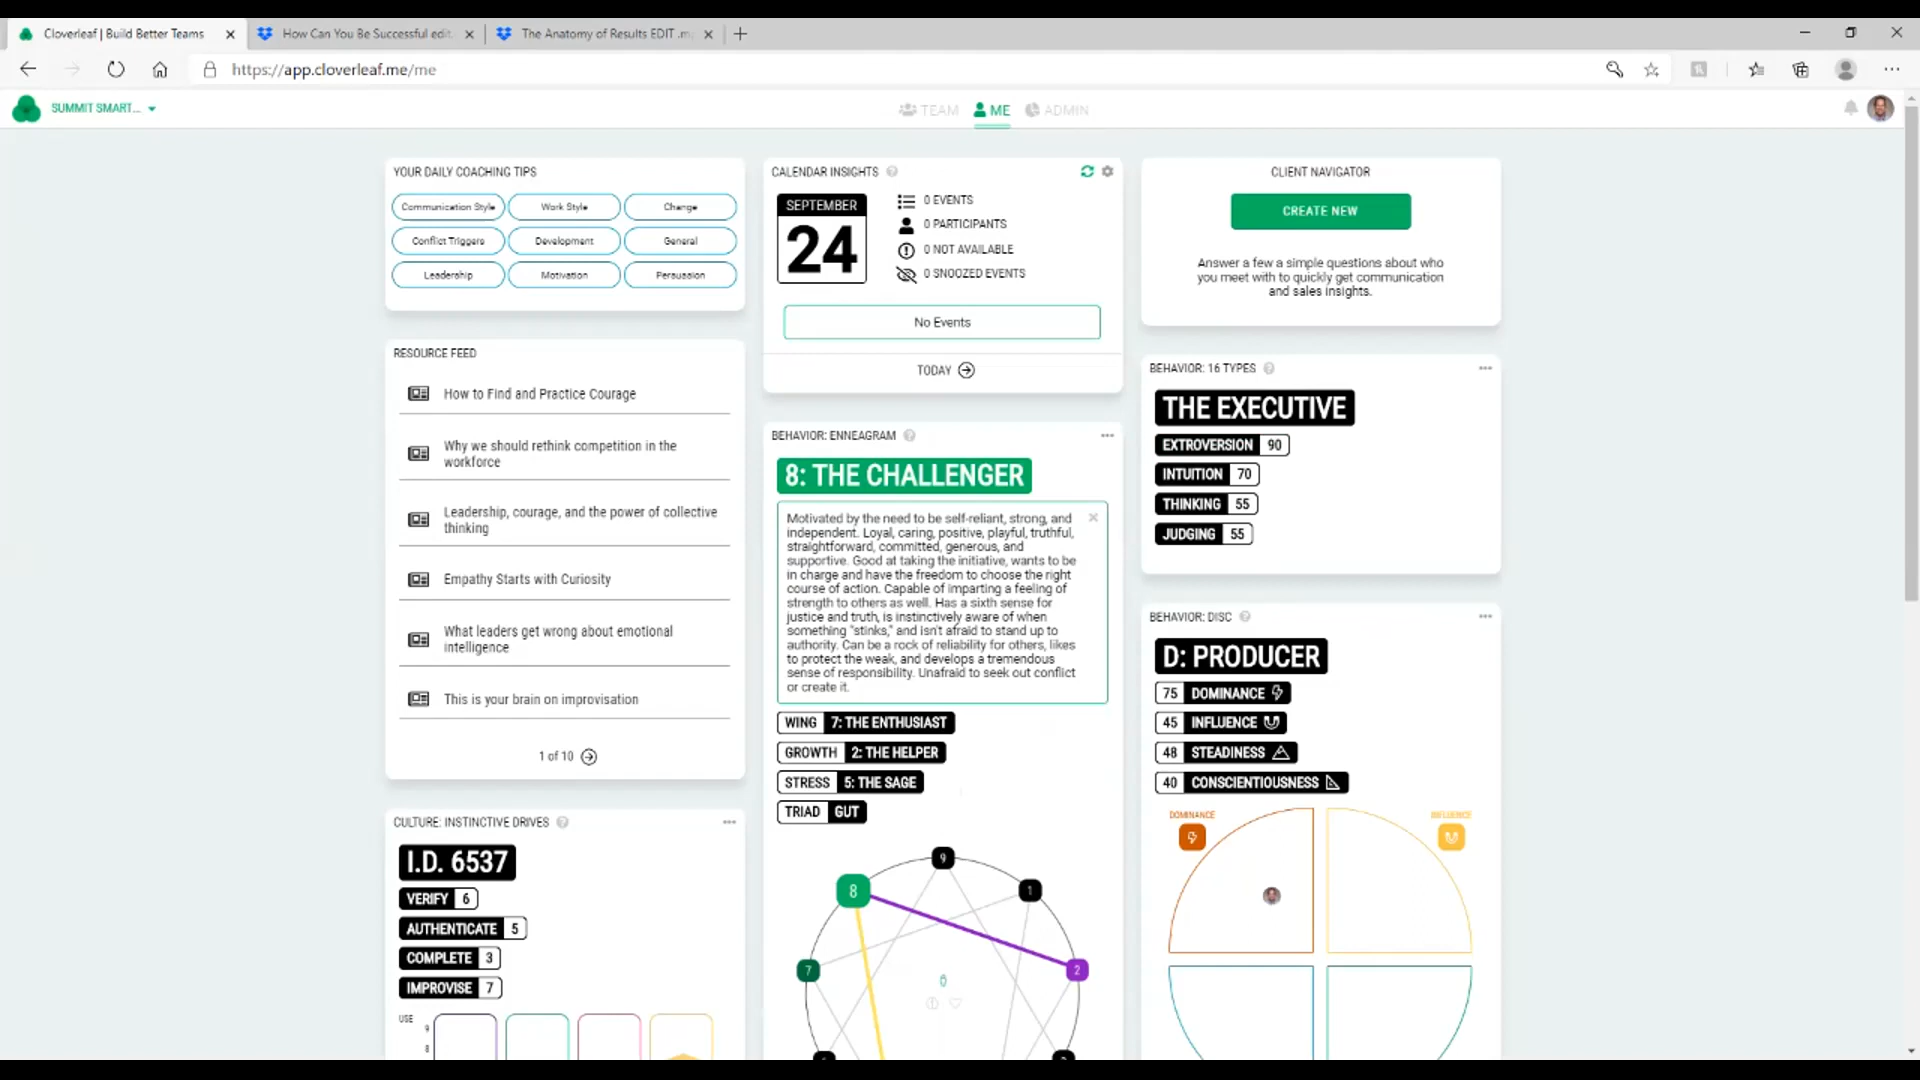 Cloverleaf | Build Better Teams
How Can You Be Successful edit.
The Anatomy of Results EDIT .m
https://app.cloverleaf.me/me
SUMMIT SMART...
TEAM
ME
ADMIN
YOUR DAILY COACHING TIPS
Communication Style
Work Style
Change
Conflict Triggers
Development
General
Leadership
Motivation
Persuasion
RESOURCE FEED
How to Find and Practice Courage
Why we should rethink competition in the
workforce
Leadership, courage, and the power of collective
thinking
Empathy Starts with Curiosity
What leaders get wrong about emotional
intelligence
This is your brain on improvisation
1 of 10
CULTURE: INSTINCTIVE DRIVES
I.D. 6537
VERIFY 6
AUTHENTICATE 5
COMPLETE 3
IMPROVISE 7
USE
9
8
CALENDAR INSIGHTS
SEPTEMBER
24
0 EVENTS
0 PARTICIPANTS
0 NOT AVAILABLE
0 SNOOZED EVENTS
No Events
TODAY
BEHAVIOR: ENNEAGRAM
8: THE CHALLENGER
Motivated by the need to be self-reliant, strong, and
independent. Loyal, caring, positive, playful, truthful,
straightforward, committed, generous, and
supportive. Good at taking the initiative, wants to be
in charge and have the freedom to choose the right
course of action. Capable of imparting a feeling of
strength to others as well. Has a sixth sense for
justice and truth, is instinctively aware of when
something "stinks," and isn't afraid to stand up to
authority. Can be a rock of reliability for others, likes
to protect the weak, and develops a tremendous
sense of responsibility. Unafraid to seek out conflict
or create it.
WING 7: THE ENTHUSIAST
GROWTH 2: THE HELPER
STRESS 5: THE SAGE
TRIAD GUT
9
8
1
7
2
CLIENT NAVIGATOR
CREATE NEW
Answer a few a simple questions about who
you meet with to quickly get communication
and sales insights.
BEHAVIOR: 16 TYPES
THE EXECUTIVE
EXTROVERSION 90
INTUITION 70
THINKING 55
JUDGING 55
BEHAVIOR: DISC
D: PRODUCER
75 DOMINANCE
45 INFLUENCE
48 STEADINESS
40 CONSCIENTIOUSNESS
DOMINANCE
INFLUENCE